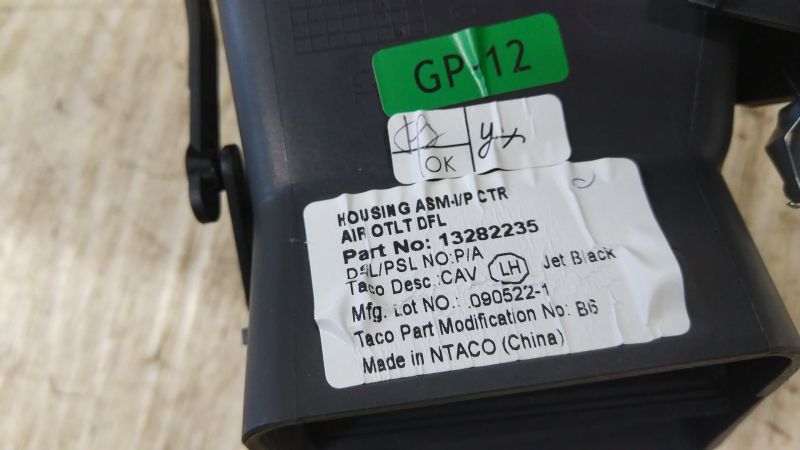 GP-12
OK
HOUSING ASM-I/P CTR
AIR OTLT DFL
Part No: 13282235
DSL/PSL NO:P/A
Taco Desc:CAV LH Jet Black
Mfg. Lot NO.: 090522-1
Taco Part Modification No: B6
Made in NTACO (China)